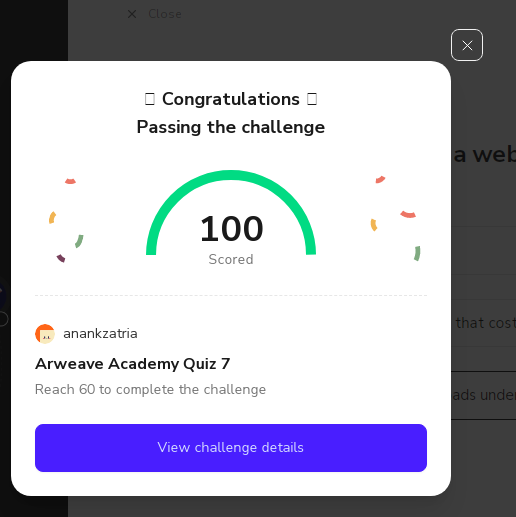 Close
Congratulations
Passing the challenge
a web
100
Scored
that cost
anankzatria
Arweave Academy Quiz 7
Reach 60 to complete the challenge
ads under
View challenge details